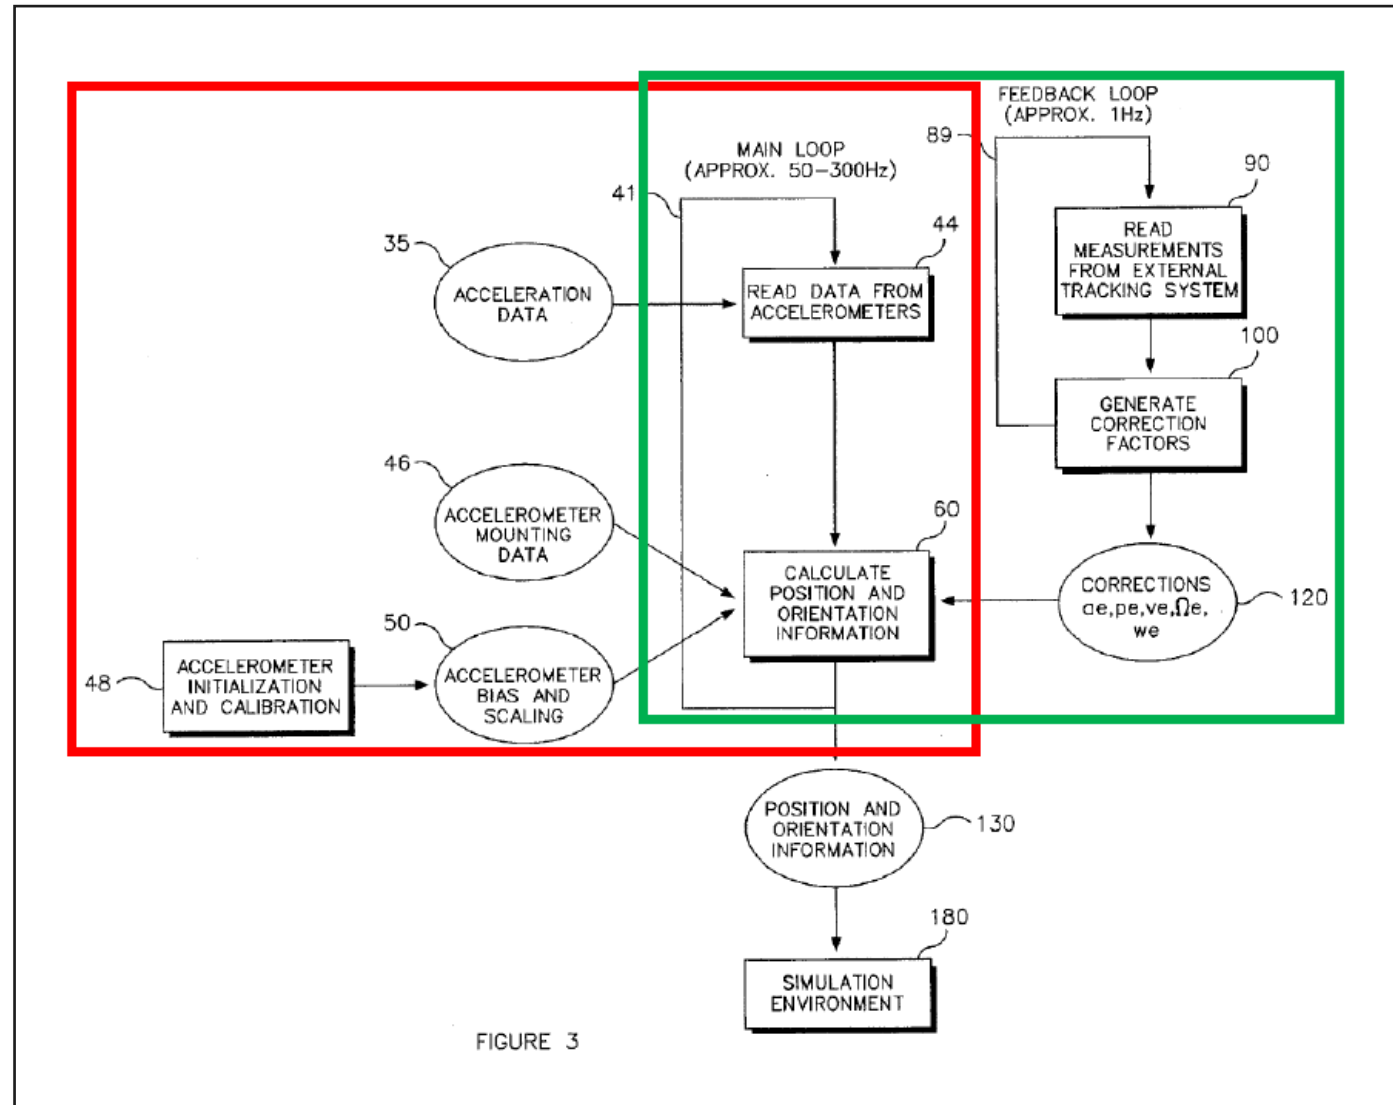 FEEDBACK LOOP
(APPROX. 1Hz)
89
MAIN LOOP
(APPROX. 50-300Hz)
41
90
READ
MEASUREMENTS
FROM EXTERNAL
TRACKING SYSTEM
35
ACCELERATION
DATA
44
READ DATA FROM
ACCELEROMETERS
100
GENERATE
CORRECTION
FACTORS
46
ACCELEROMETER
MOUNTING
DATA
60
CALCULATE
POSITION AND
ORIENTATION
INFORMATION
CORRECTIONS
ae,pe,ve,Ωe,
we
120
48
ACCELEROMETER
INITIALIZATION
AND CALIBRATION
50
ACCELEROMETER
BIAS AND
SCALING
POSITION AND
ORIENTATION
INFORMATION
130
180
SIMULATION
ENVIRONMENT
FIGURE 3